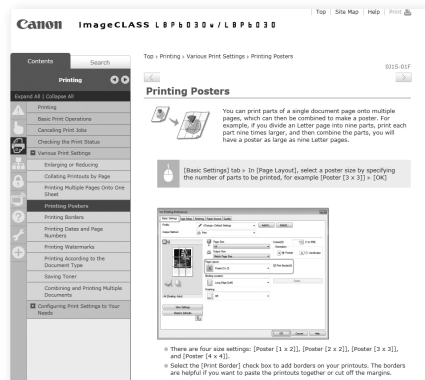 Top | Site Map | Help | Print
Canon imageCLASS LBP6030w/LBP6030
Contents
Search
Printing
Expand All | Collapse All
Printing
Basic Print Operations
Canceling Print Jobs
Checking the Print Status
Various Print Settings
Enlarging or Reducing
Collating Printouts by Page
Printing Multiple Pages Onto One
Sheet
Printing Posters
Printing Borders
Printing Dates and Page
Numbers
Printing Watermarks
Printing According to the
Document Type
Saving Toner
Combining and Printing Multiple
Documents
Configuring Print Settings to Your
Needs
Top > Printing > Various Print Settings > Printing Posters
0J15-01F
Printing Posters
You can print parts of a single document page onto multiple
pages, which can then be combined to make a poster. For
example, if you divide an Letter page into nine parts, print each
part nine times larger, and then combine the parts, you will
have a poster as large as nine Letter pages.
[Basic Settings] tab > In [Page Layout], select a poster size by specifying
the number of parts to be printed, for example [Poster [3 x 3]] > [OK]
There are four size settings: [Poster [1 x 2]], [Poster [2 x 2]], [Poster [3 x 3]],
and [Poster [4 x 4]].
Select the [Print Border] check box to add borders on your printouts. The borders
are helpful if you want to paste the printouts together or cut off the margins.